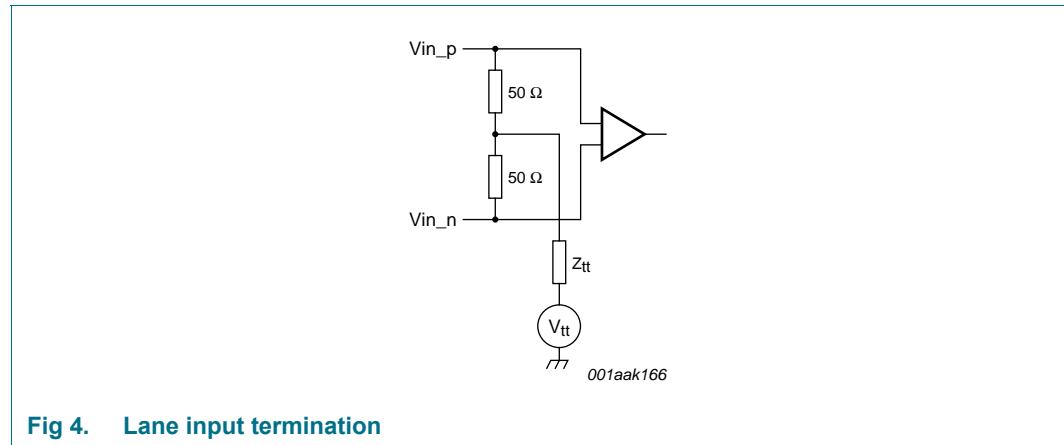 Vin_p
50 Ω
50 Ω
Vin_n
Ztt
Vtt
001aak166
Fig 4. Lane input termination